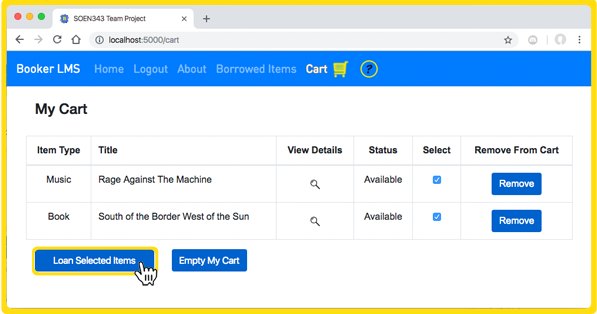 SOEN343 Team Project
localhost:5000/cart
Booker LMS Home Logout About Borrowed Items Cart ?
My Cart
Item Type Title View Details Status Select Remove From Cart
Music Rage Against The Machine Available Remove
Book South of the Border West of the Sun Available Remove
Loan Selected Items Empty My Cart